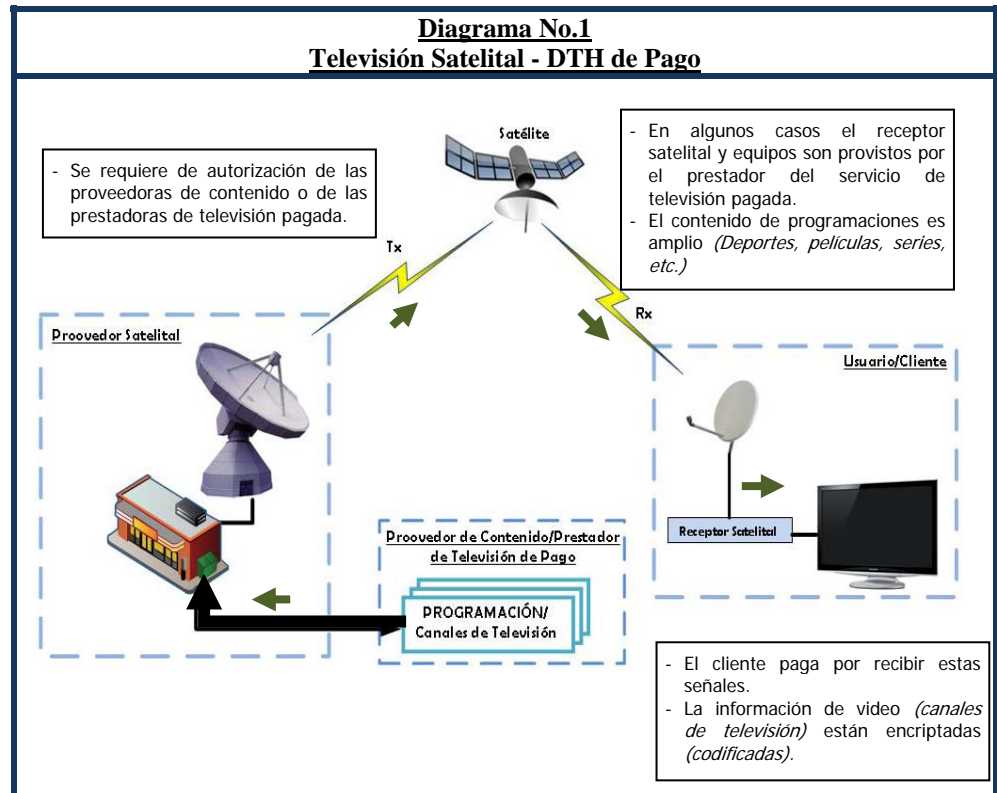 Diagrama No.1
Televisión Satelital - DTH de Pago
Satélite
- Se requiere de autorización de las
proveedoras de contenido o de las
prestadoras de televisión pagada.
- En algunos casos el receptor
satelital y equipos son provistos por
el prestador del servicio de
televisión pagada.
- El contenido de programaciones es
amplio (Deportes, películas, series,
etc.)
Tx
Rx
Proovedor Satelital
Usuario/Cliente
Receptor Satelital
Proovedor de Contenido/Prestador
de Televisión de Pago
PROGRAMACIÓN/
Canales de Televisión
- El cliente paga por recibir estas
señales.
- La información de video (canales
de televisión) están encriptadas
(codificadas).